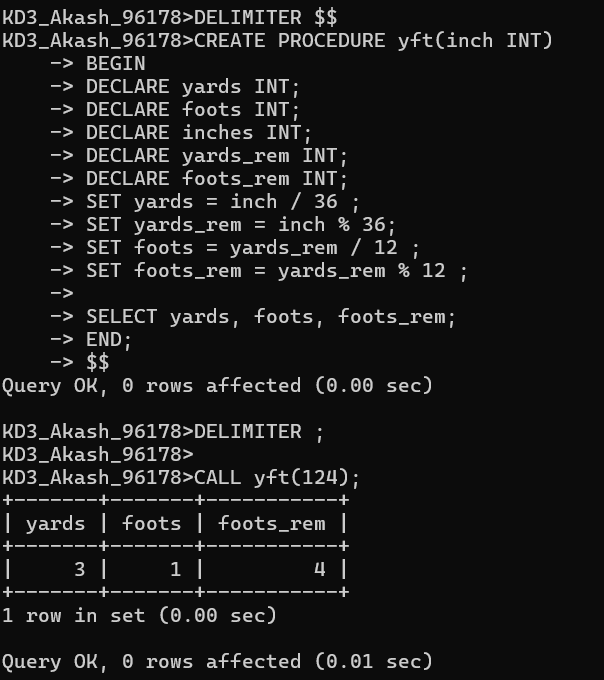 KD3_Akash_96178>DELIMITER $$
KD3_Akash_96178>CREATE PROCEDURE yft(inch INT)
    -> BEGIN
    -> DECLARE yards INT;
    -> DECLARE foots INT;
    -> DECLARE inches INT;
    -> DECLARE yards_rem INT;
    -> DECLARE foots_rem INT;
    -> SET yards = inch / 36 ;
    -> SET yards_rem = inch % 36;
    -> SET foots = yards_rem / 12 ;
    -> SET foots_rem = yards_rem % 12 ;
    ->
    -> SELECT yards, foots, foots_rem;
    -> END;
    -> $$
Query OK, 0 rows affected (0.00 sec)

KD3_Akash_96178>DELIMITER ;
KD3_Akash_96178>
KD3_Akash_96178>CALL yft(124);
+-------+-------+-----------+
| yards | foots | foots_rem |
+-------+-------+-----------+
|     3 |     1 |         4 |
+-------+-------+-----------+
1 row in set (0.00 sec)

Query OK, 0 rows affected (0.01 sec)